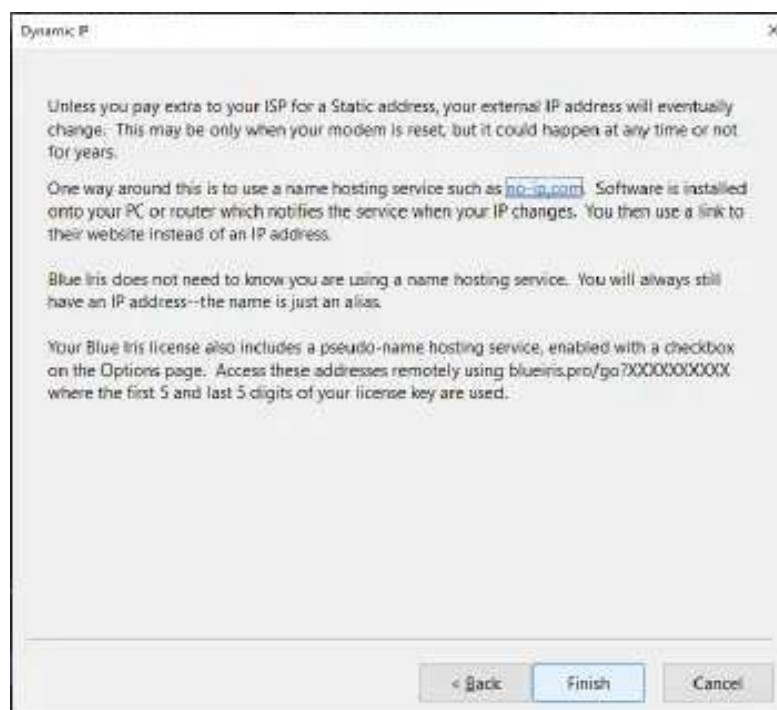 Dynamic IP
Unless you pay extra to your ISP for a Static address, your external IP address will eventually
change. This may be only when your modem is reset, but it could happen at any time or not
for years.
One way around this is to use a name hosting service such as no-ip.com. Software is installed
onto your PC or router which notifies the service when your IP changes. You then use a link to
their website instead of an IP address.
Blue Iris does not need to know you are using a name hosting service. You will always still
have an IP address--the name is just an alias.
Your Blue Iris license also includes a pseudo-name hosting service, enabled with a checkbox
on the Options page. Access these addresses remotely using blueiris.pro/go?XXXXXXXXXX
where the first 5 and last 5 digits of your license key are used.
< Back
Finish
Cancel